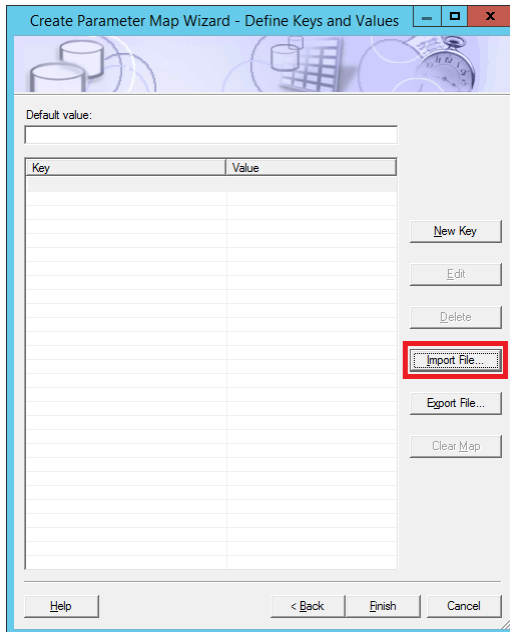 Create Parameter Map Wizard - Define Keys and Values
Default value:
Key Value
New Key
Edit
Delete
Import File...
Export File...
Clear Map
Help < Back Finish Cancel